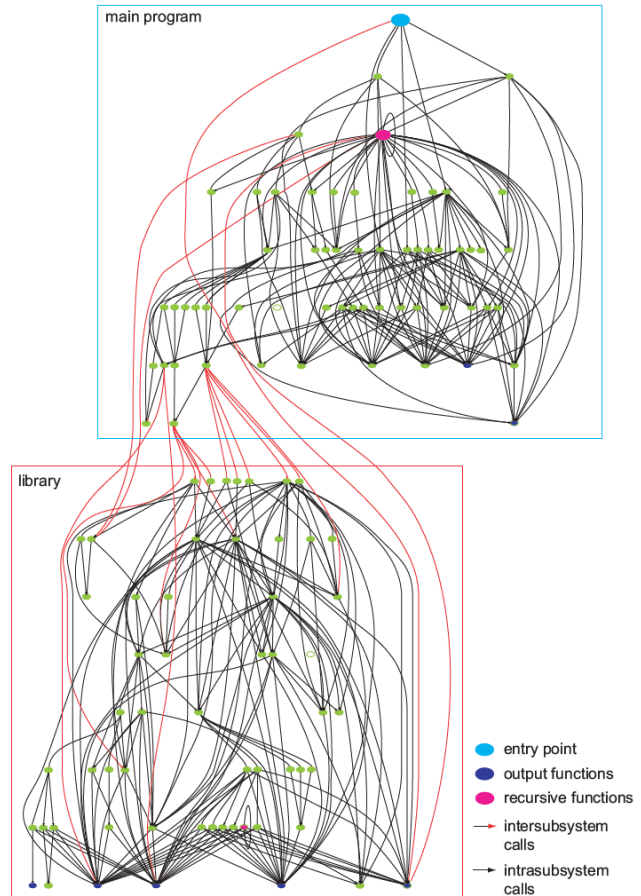 main program
library
entry point
output functions
recursive functions
intersubsystem
calls
intrasubsystem
calls